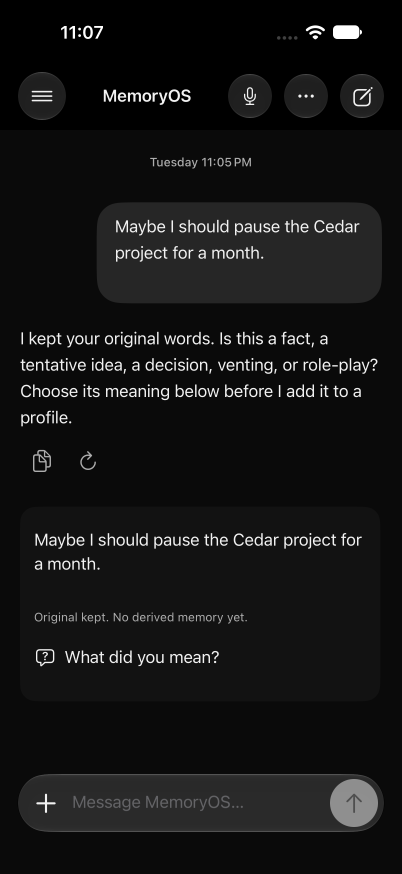 11:07
MemoryOS
Tuesday 11:05 PM
Maybe I should pause the Cedar
project for a month.
I kept your original words. Is this a fact, a
tentative idea, a decision, venting, or role-play?
Choose its meaning below before I add it to a
profile.
Maybe I should pause the Cedar project for
a month.
Original kept. No derived memory yet.
What did you mean?
Message MemoryOS...